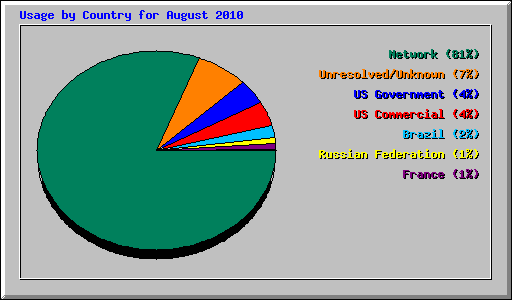 Usage by Country for August 2010
Network (81%)
Unresolved/Unknown (7%)
US Government (4%)
US Commercial (4%)
Brazil (2%)
Russian Federation (1%)
France (1%)